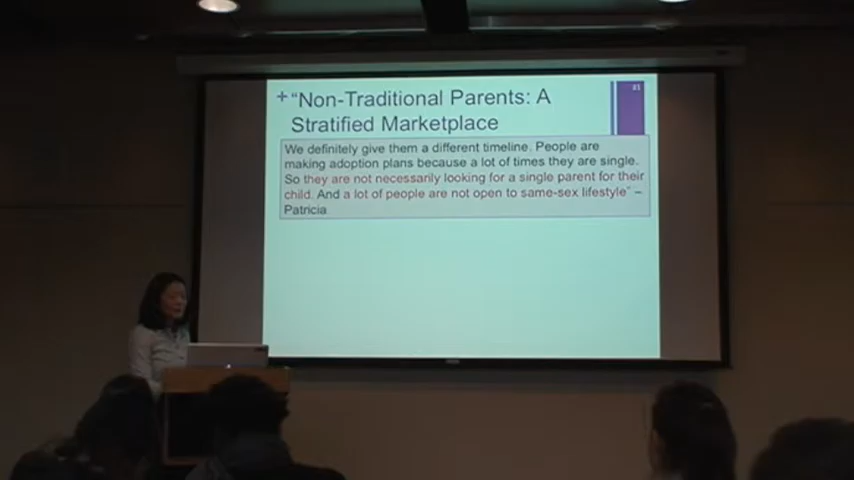 21
+ "Non-Traditional Parents: A
Stratified Marketplace
We definitely give them a different timeline. People are
making adoption plans because a lot of times they are single.
So they are not necessarily looking for a single parent for their
child. And a lot of people are not open to same-sex lifestyle" –
Patricia